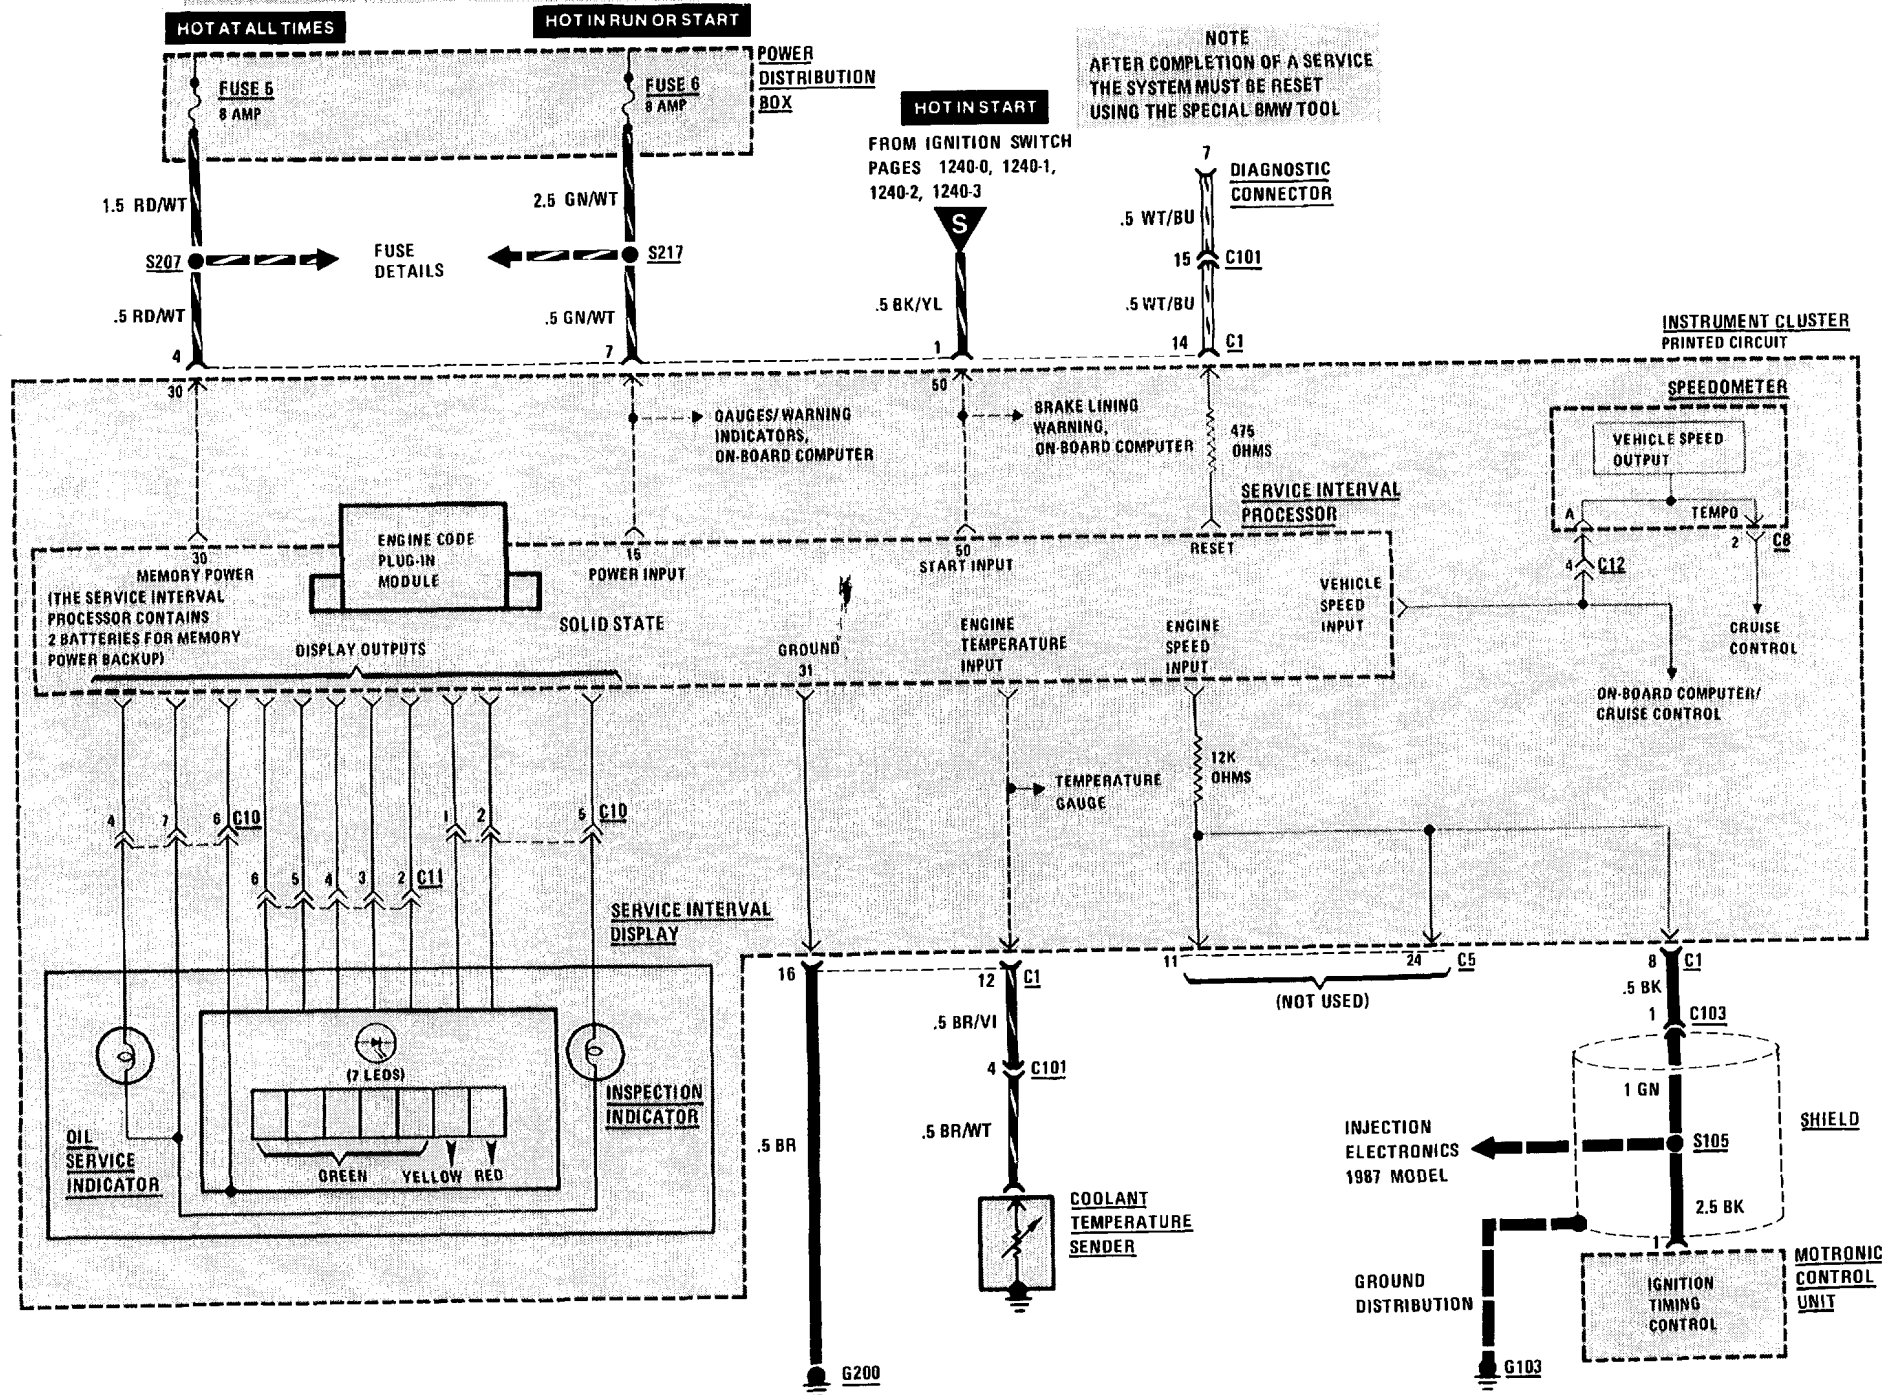 HOT AT ALL TIMES
HOT IN RUN OR START
POWER
DISTRIBUTION
BOX
FUSE 5
8 AMP
FUSE 6
8 AMP
HOT IN START
FROM IGNITION SWITCH
PAGES 1240-0, 1240-1,
1240-2, 1240-3
S
NOTE
AFTER COMPLETION OF A SERVICE
THE SYSTEM MUST BE RESET
USING THE SPECIAL BMW TOOL
7
DIAGNOSTIC
CONNECTOR
.5 WT/BU
15
C101
.5 WT/BU
14
C1
1.5 RD/WT
S207
FUSE
DETAILS
.5 RD/WT
4
2.5 GN/WT
S217
.5 GN/WT
7
.5 BK/YL
1
INSTRUMENT CLUSTER
PRINTED CIRCUIT
30
GAUGES/WARNING
INDICATORS,
ON-BOARD COMPUTER
50
BRAKE LINING
WARNING,
ON-BOARD COMPUTER
475
OHMS
SERVICE INTERVAL
PROCESSOR
SPEEDOMETER
VEHICLE SPEED
OUTPUT
A
TEMPO
2
C8
4
C12
CRUISE
CONTROL
ON-BOARD COMPUTER/
CRUISE CONTROL
ENGINE CODE
PLUG-IN
MODULE
30
MEMORY POWER
(THE SERVICE INTERVAL
PROCESSOR CONTAINS
2 BATTERIES FOR MEMORY
POWER BACKUP)
DISPLAY OUTPUTS
15
POWER INPUT
SOLID STATE
50
START INPUT
RESET
VEHICLE
SPEED
INPUT
GROUND
31
ENGINE
TEMPERATURE
INPUT
ENGINE
SPEED
INPUT
4
7
6
C10
1
2
5
C10
6
5
4
3
2
C11
12K
OHMS
TEMPERATURE
GAUGE
SERVICE INTERVAL
DISPLAY
(7 LEDS)
GREEN
YELLOW
RED
OIL
SERVICE
INDICATOR
INSPECTION
INDICATOR
16
12
C1
11
24
C5
(NOT USED)
8
C1
.5 BR/VI
4
C101
.5 BR/WT
.5 BR
COOLANT
TEMPERATURE
SENDER
G200
.5 BK
1
C103
1 GN
SHIELD
S105
INJECTION
ELECTRONICS
1987 MODEL
2.5 BK
1
GROUND
DISTRIBUTION
G103
IGNITION
TIMING
CONTROL
MOTRONIC
CONTROL
UNIT